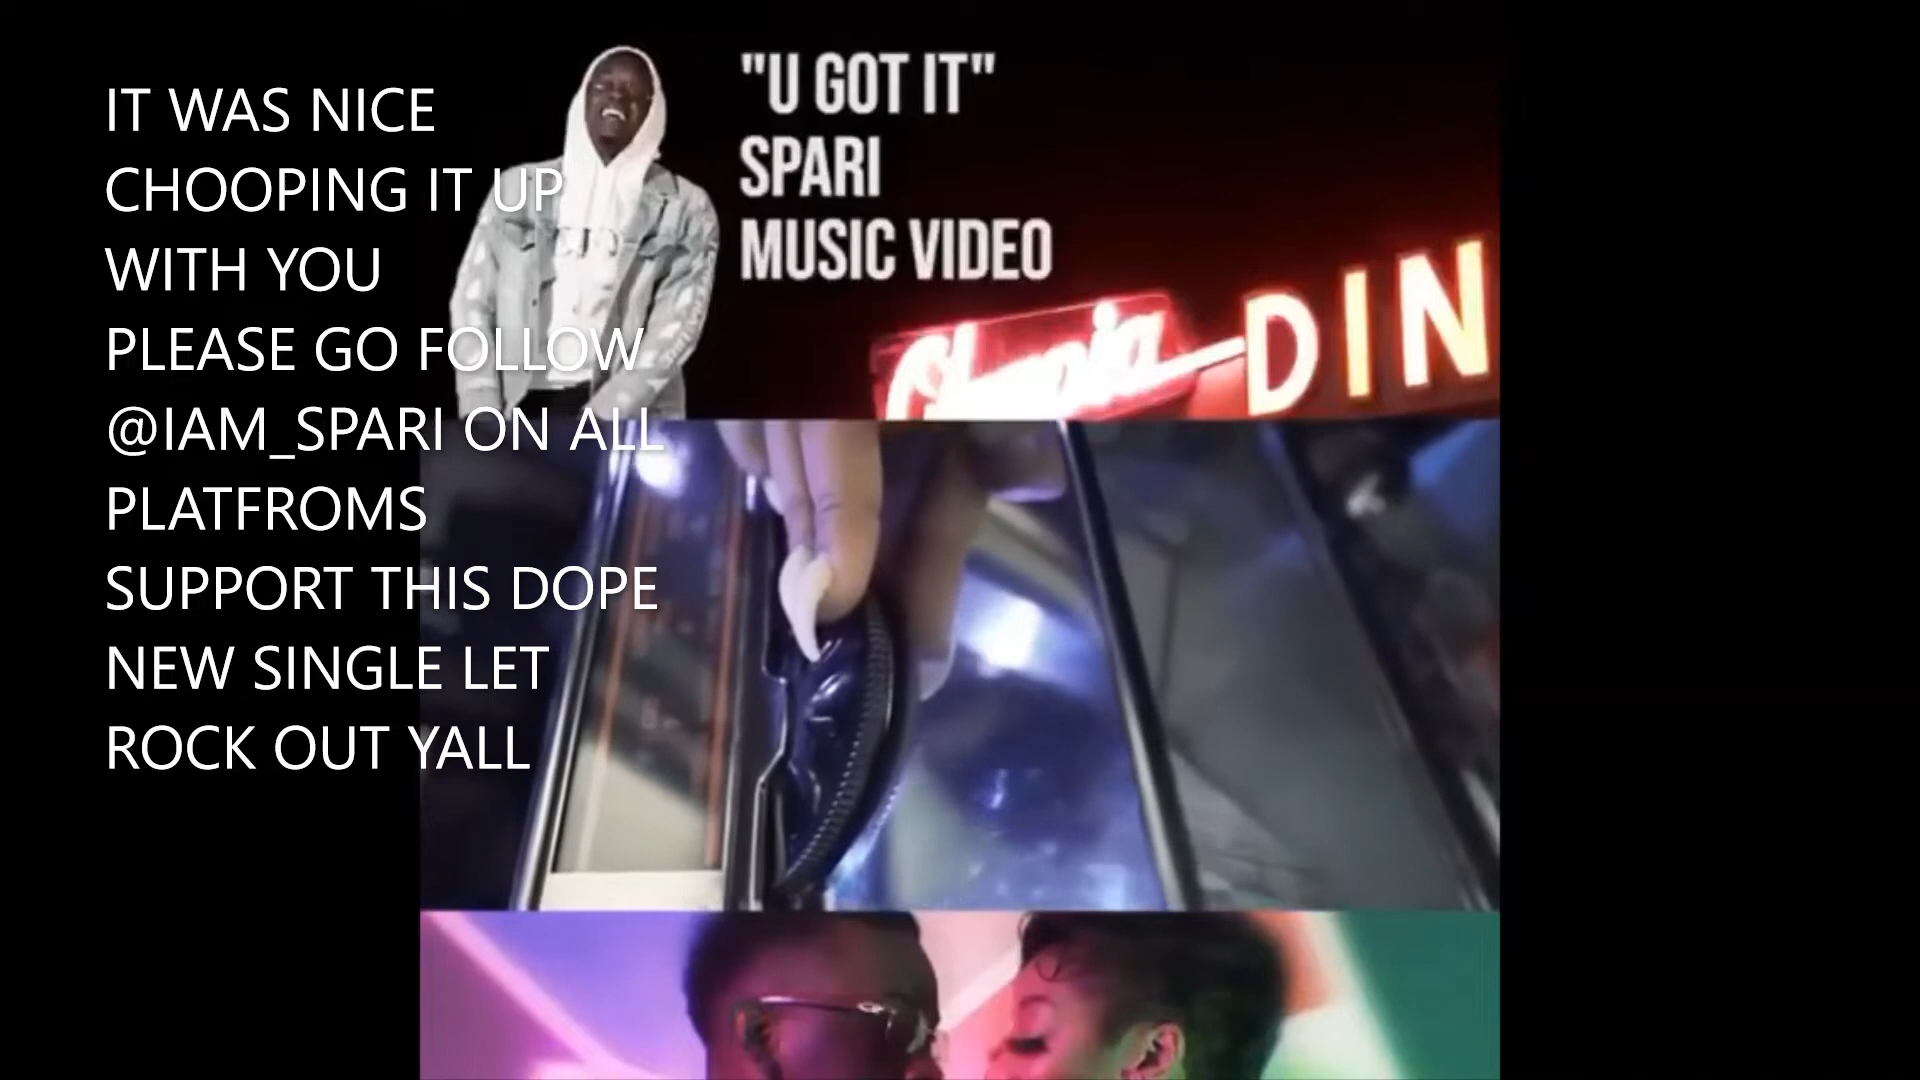 IT WAS NICE
CHOOPING IT UP
WITH YOU
PLEASE GO FOLLOW
@IAM_SPARI ON ALL
PLATFROMS
SUPPORT THIS DOPE
NEW SINGLE LET
ROCK OUT YALL
"U GOT IT"
SPARI
MUSIC VIDEO
Olympia DIN